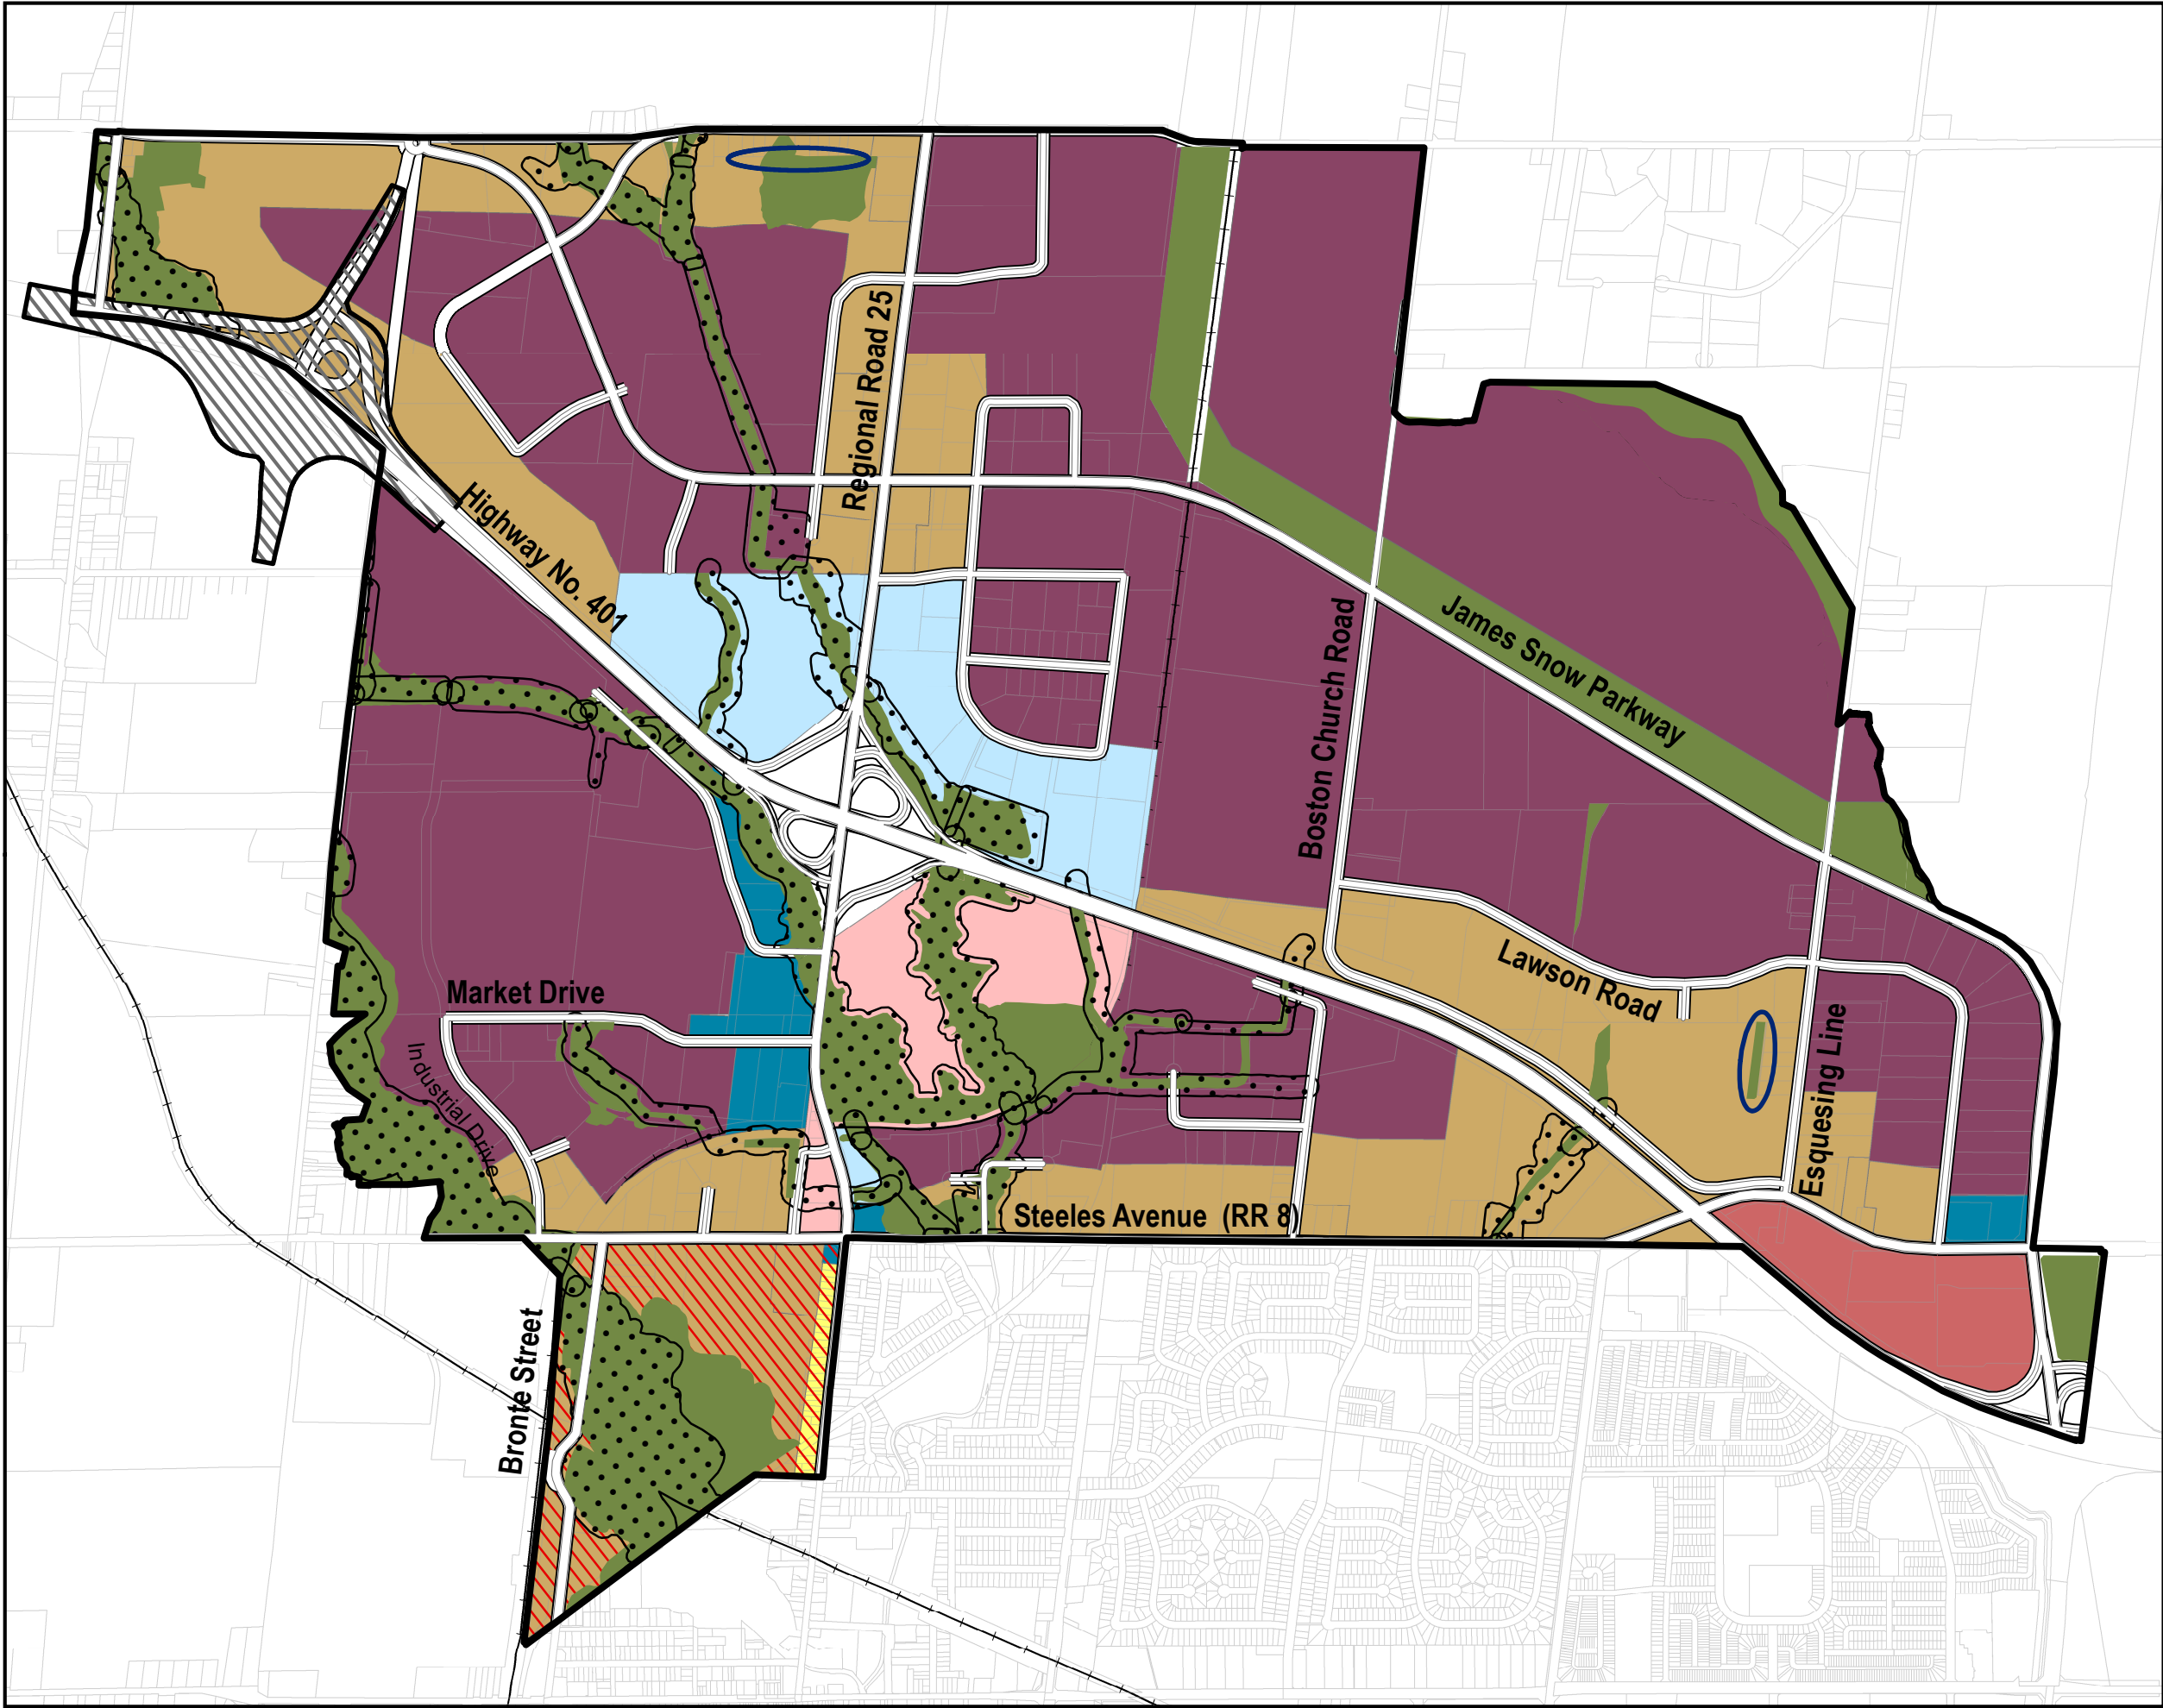 Regional Road 25
Highway No. 401
James Snow Parkway
Boston Church Road
Lawson Road
Market Drive
Industrial Drive
Esquesing Line
Steeles Avenue (RR 8)
Bronte Street